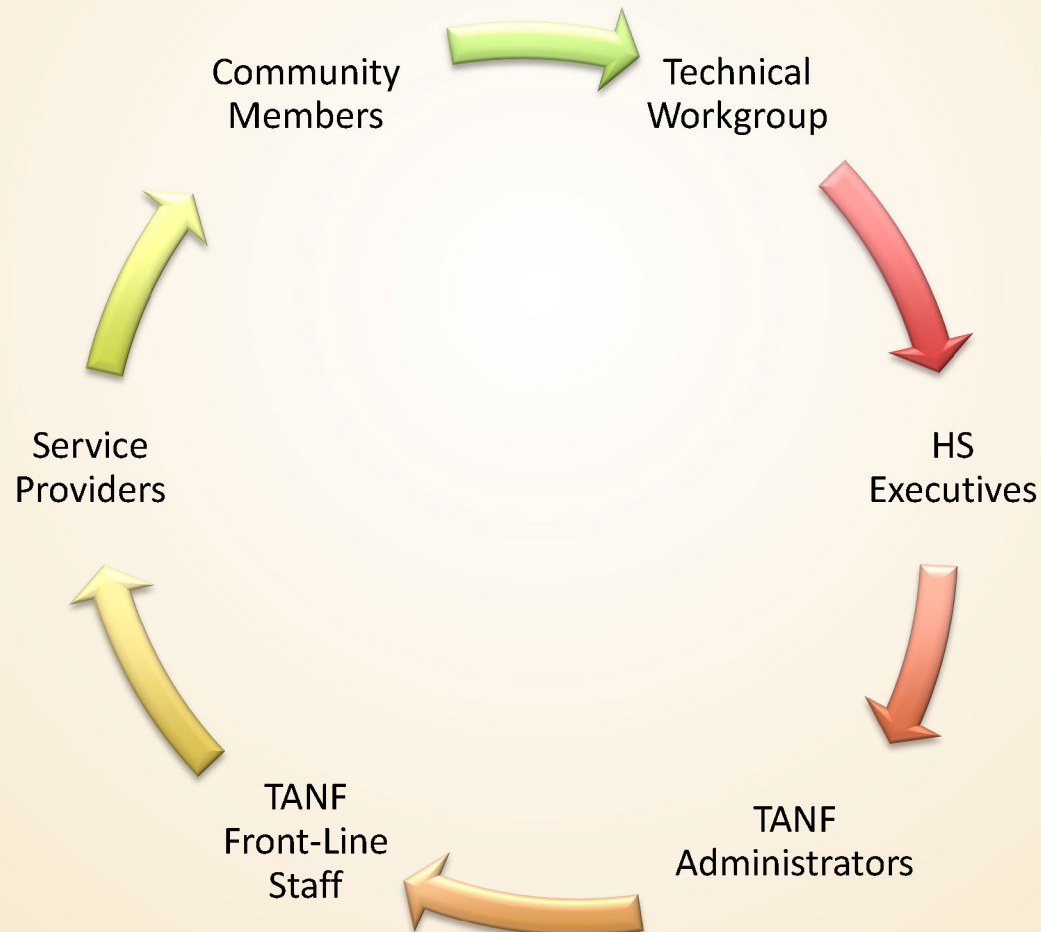 Community
Members
Technical
Workgroup
Service
Providers
HS
Executives
TANF
Front-Line
Staff
TANF
Administrators